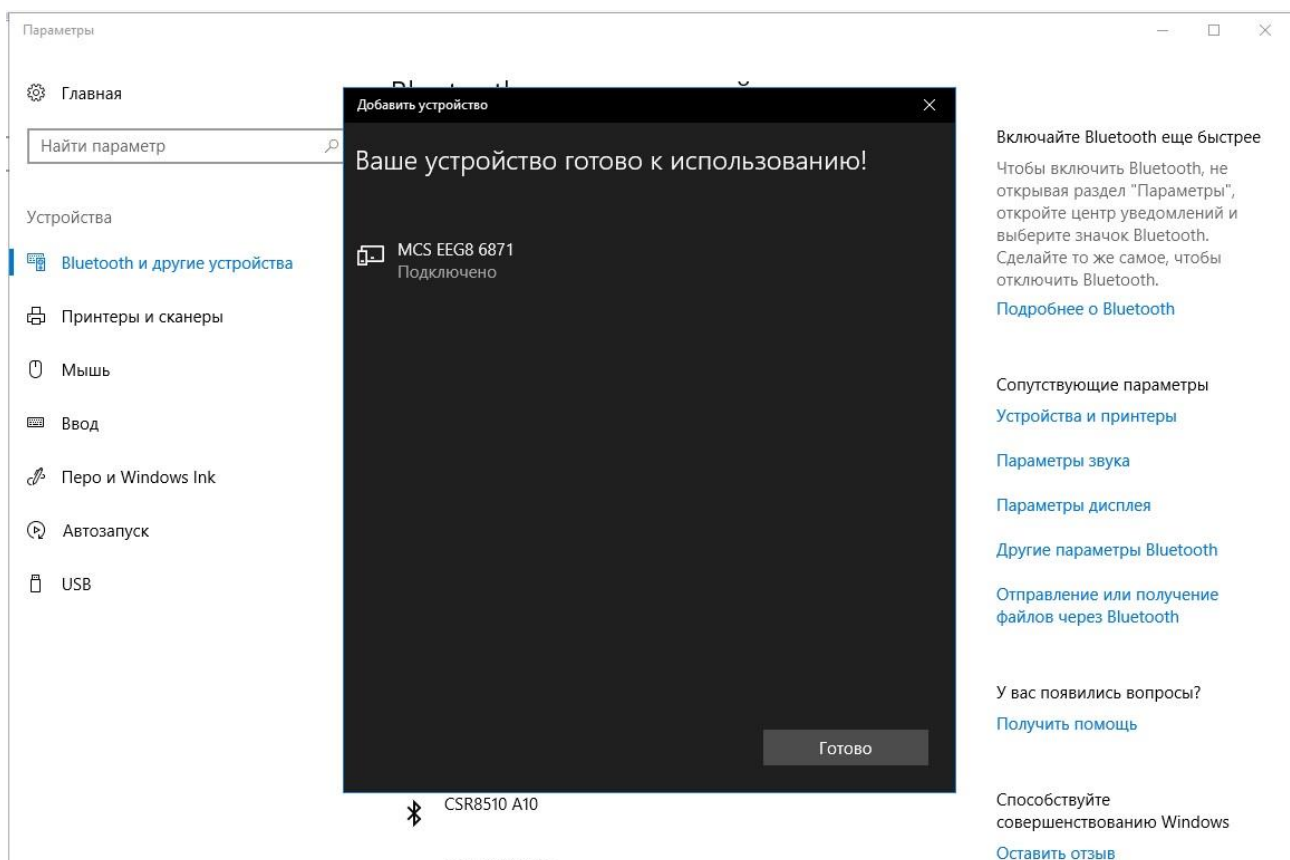 Параметры
Главная
Найти параметр
Устройства
Bluetooth и другие устройства
Принтеры и сканеры
Мышь
Ввод
Перо и Windows Ink
Автозапуск
USB
Добавить устройство
Ваше устройство готово к использованию!
MCS EEG8 6871
Подключено
Готово
CSR8510 A10
Включайте Bluetooth еще быстрее
Чтобы включить Bluetooth, не
открывая раздел "Параметры",
откройте центр уведомлений и
выберите значок Bluetooth.
Сделайте то же самое, чтобы
отключить Bluetooth.
Подробнее о Bluetooth
Сопутствующие параметры
Устройства и принтеры
Параметры звука
Параметры дисплея
Другие параметры Bluetooth
Отправление или получение
файлов через Bluetooth
У вас появились вопросы?
Получить помощь
Способствуйте
совершенствованию Windows
Оставить отзыв